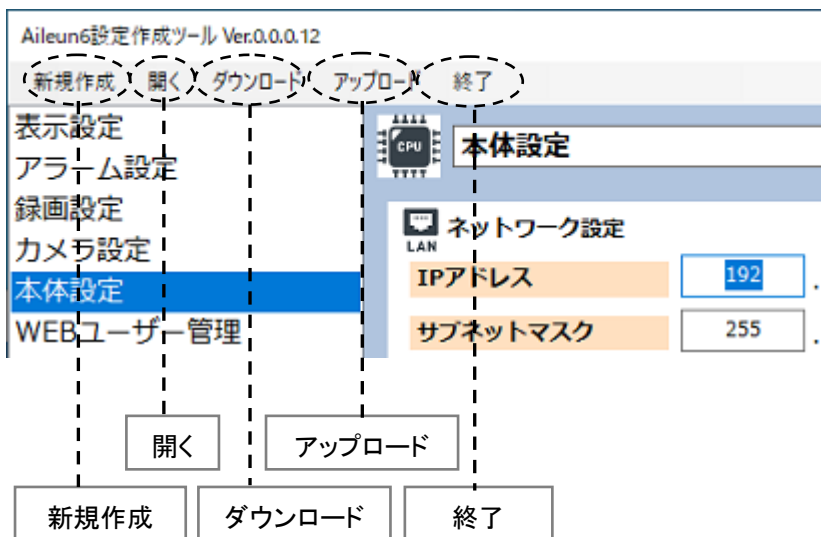 Aileun6設定作成ツール Ver.0.0.0.12
新規作成 開く ダウンロード アップロード 終了
表示設定
アラーム設定
録画設定
カメラ設定
本体設定
WEBユーザー管理
CPU
本体設定
LAN
ネットワーク設定
IPアドレス 192 .
サブネットマスク 255 .
開く アップロード
新規作成 ダウンロード 終了